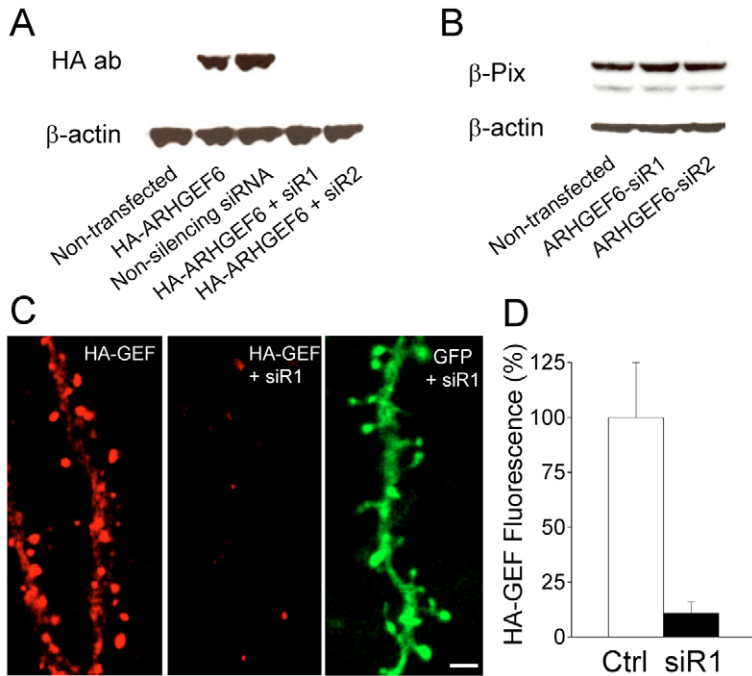 A
HA ab
β-actin
Non-transfected
HA-ARHGEF6
Non-silencing siRNA
HA-ARHGEF6 + siR1
HA-ARHGEF6 + siR2
B
β-Pix
β-actin
Non-transfected
ARHGEF6-siR1
ARHGEF6-siR2
C
HA-GEF
HA-GEF
+ siR1
GFP
+ siR1
D
HA-GEF Fluorescence (%)
125
100
75
50
25
0
Ctrl siR1